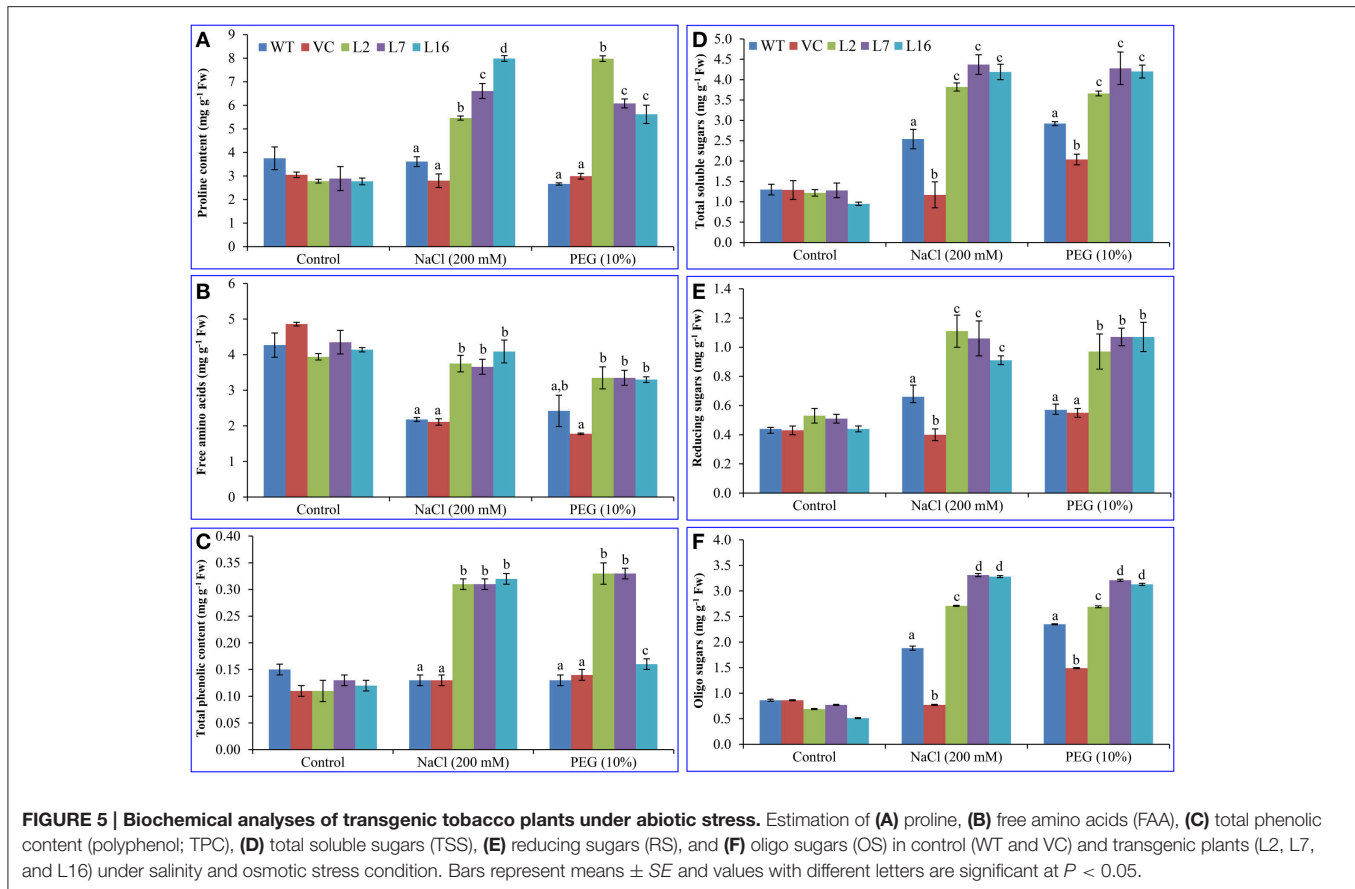 A
WT VC L2 L7 L16
Proline content (mg g-1 Fw)
9
8
7
6
5
4
3
2
1
0
a a b c d
a a b c c
Control NaCl (200 mM) PEG (10%)
B
Free amino acids (mg g-1 Fw)
6
5
4
3
2
1
0
a a b b b
a,b a b b b
Control NaCl (200 mM) PEG (10%)
C
Total phenolic content (mg g-1 Fw)
0.40
0.35
0.30
0.25
0.20
0.15
0.10
0.05
0.00
a a b b b
a a b b c
Control NaCl (200 mM) PEG (10%)
D
WT VC L2 L7 L16
Total soluble sugars (mg g-1 Fw)
5.0
4.5
4.0
3.5
3.0
2.5
2.0
1.5
1.0
0.5
0.0
a b c c c
a b c c c
Control NaCl (200 mM) PEG (10%)
E
Reducing sugars (mg g-1 Fw)
1.4
1.2
1.0
0.8
0.6
0.4
0.2
0.0
a b c c c
a a b b b
Control NaCl (200 mM) PEG (10%)
F
Oligo sugars (mg g-1 Fw)
4.0
3.5
3.0
2.5
2.0
1.5
1.0
0.5
0.0
a b c d d
a b c d d
Control NaCl (200 mM) PEG (10%)
FIGURE 5 | Biochemical analyses of transgenic tobacco plants under abiotic stress. Estimation of (A) proline, (B) free amino acids (FAA), (C) total phenolic
content (polyphenol; TPC), (D) total soluble sugars (TSS), (E) reducing sugars (RS), and (F) oligo sugars (OS) in control (WT and VC) and transgenic plants (L2, L7,
and L16) under salinity and osmotic stress condition. Bars represent means ± SE and values with different letters are significant at P < 0.05.